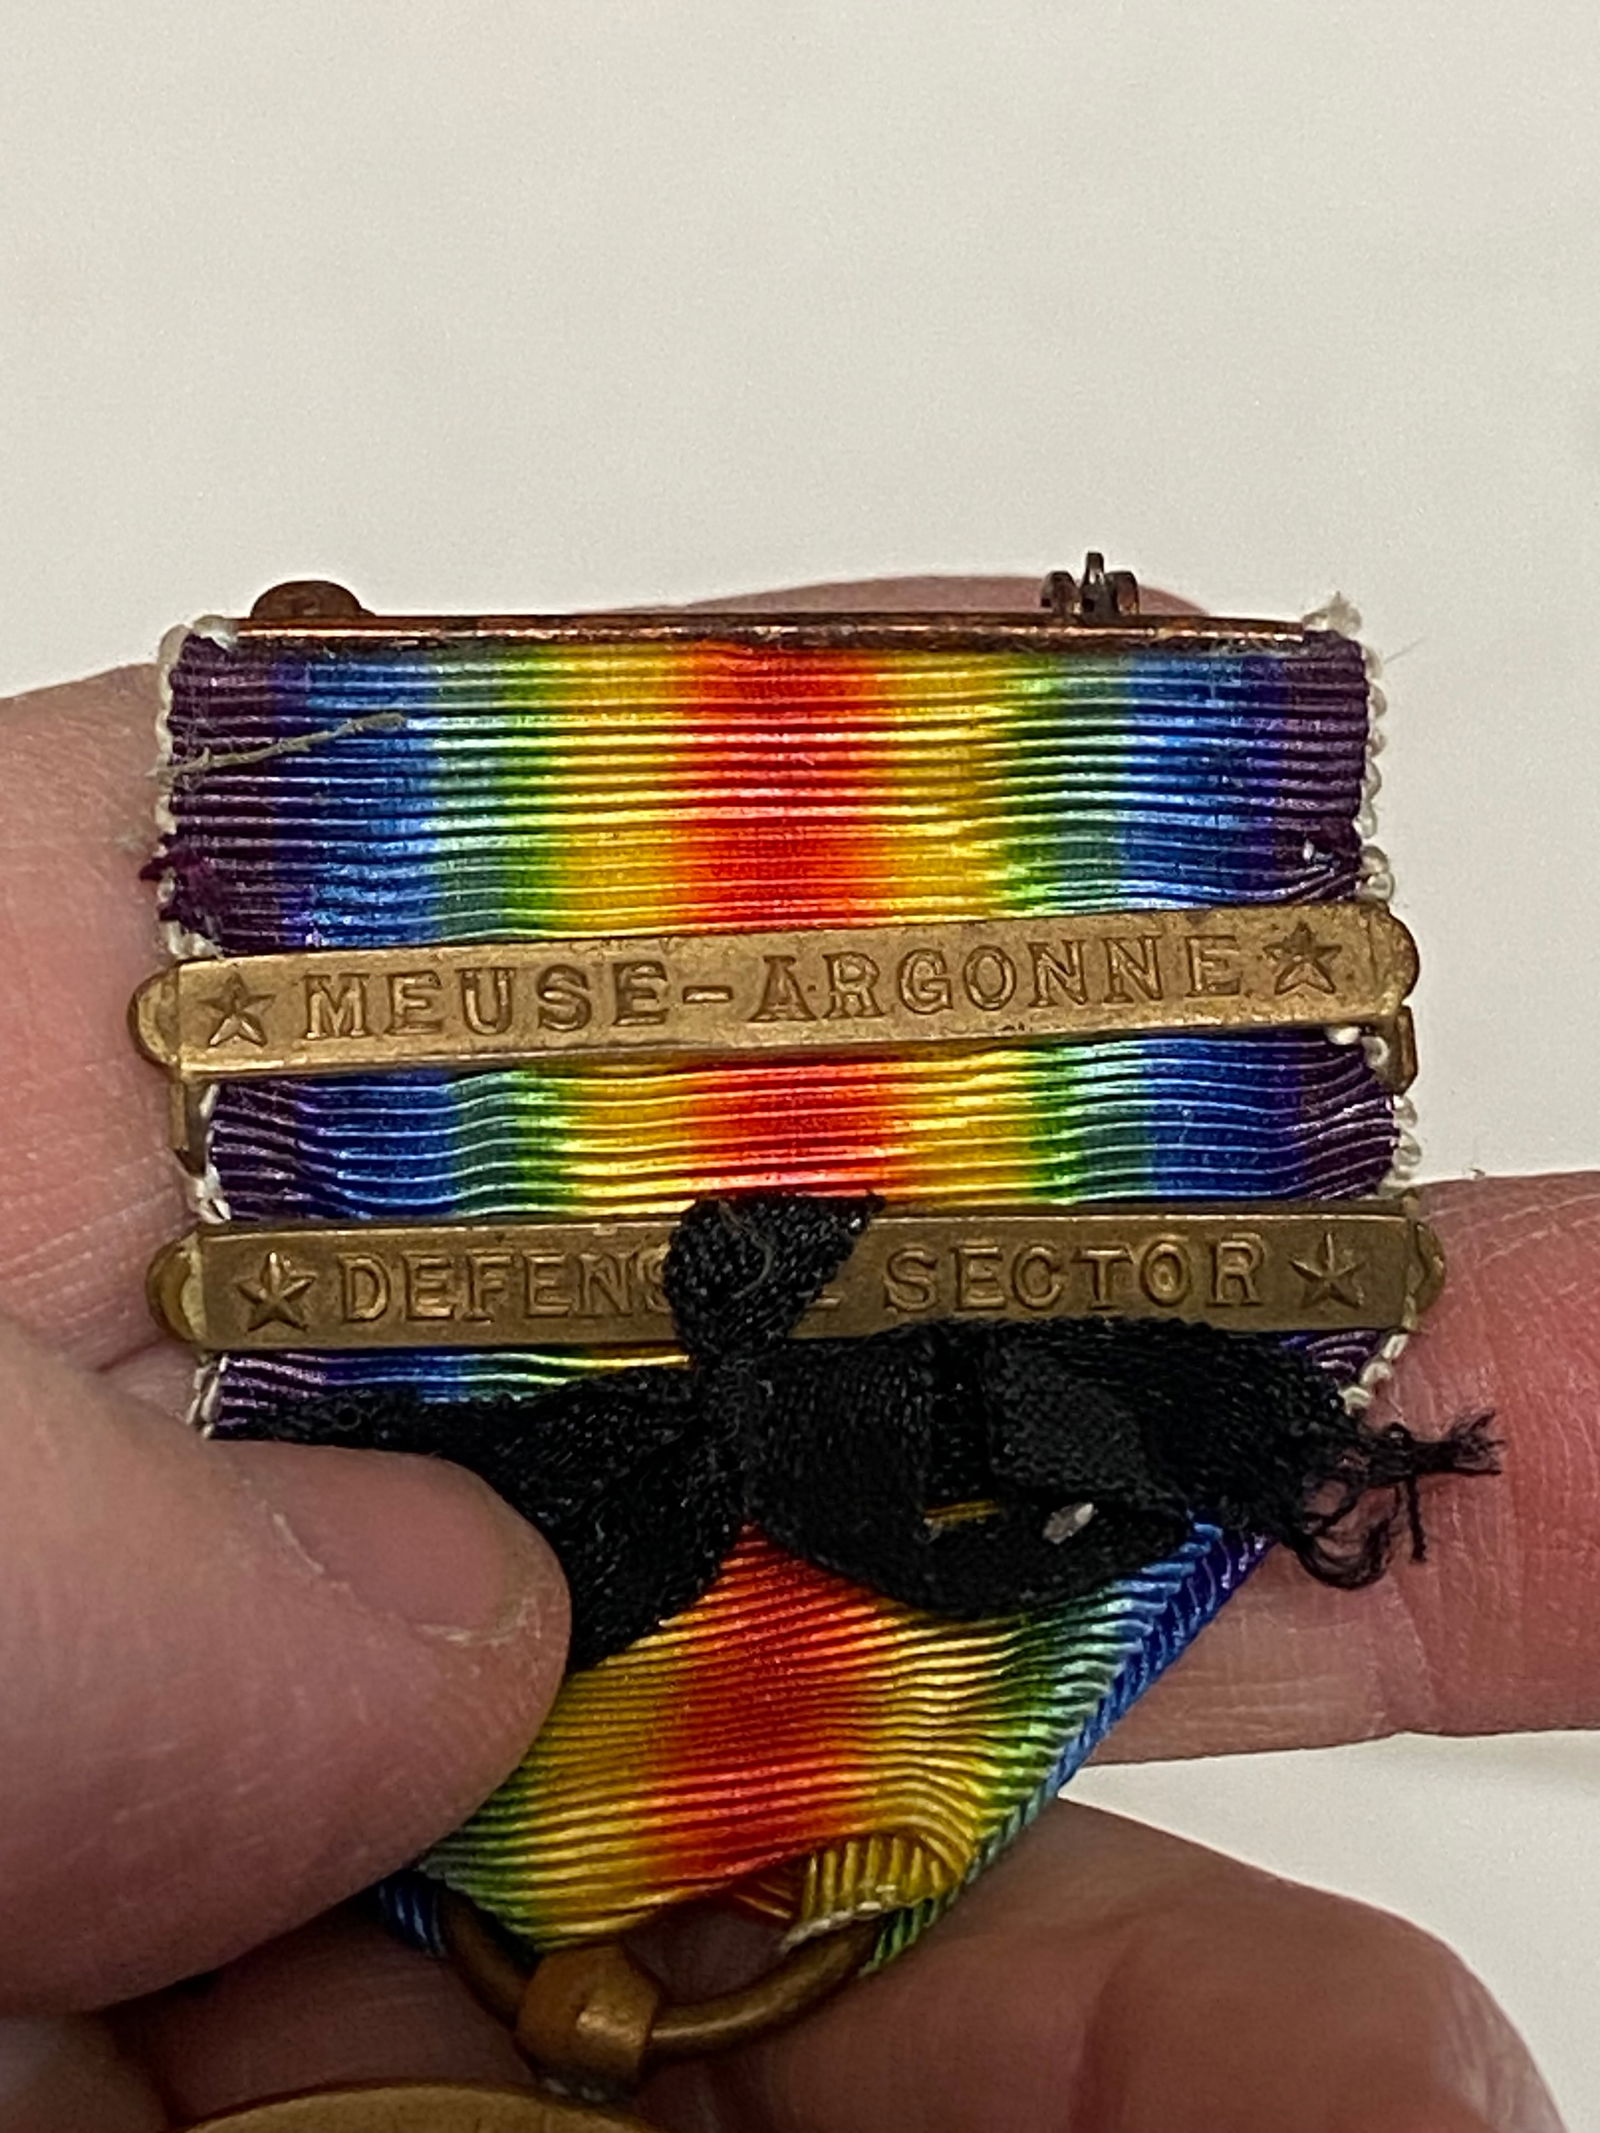 ★ MEUSE-ARGONNE ★
★ DEFENS SECTOR ★